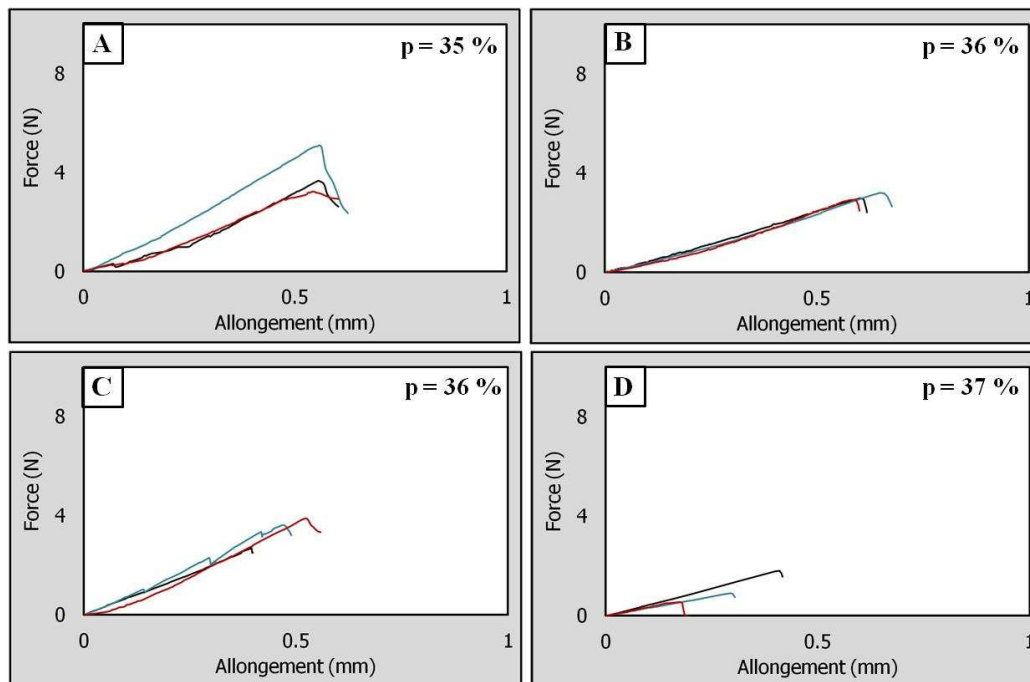 A
p = 35 %
8
4
0
Force (N)
0
0.5
1
Allongement (mm)
B
p = 36 %
8
4
0
Force (N)
0
0.5
1
Allongement (mm)
C
p = 36 %
8
4
0
Force (N)
0
0.5
1
Allongement (mm)
D
p = 37 %
8
4
0
Force (N)
0
0.5
1
Allongement (mm)